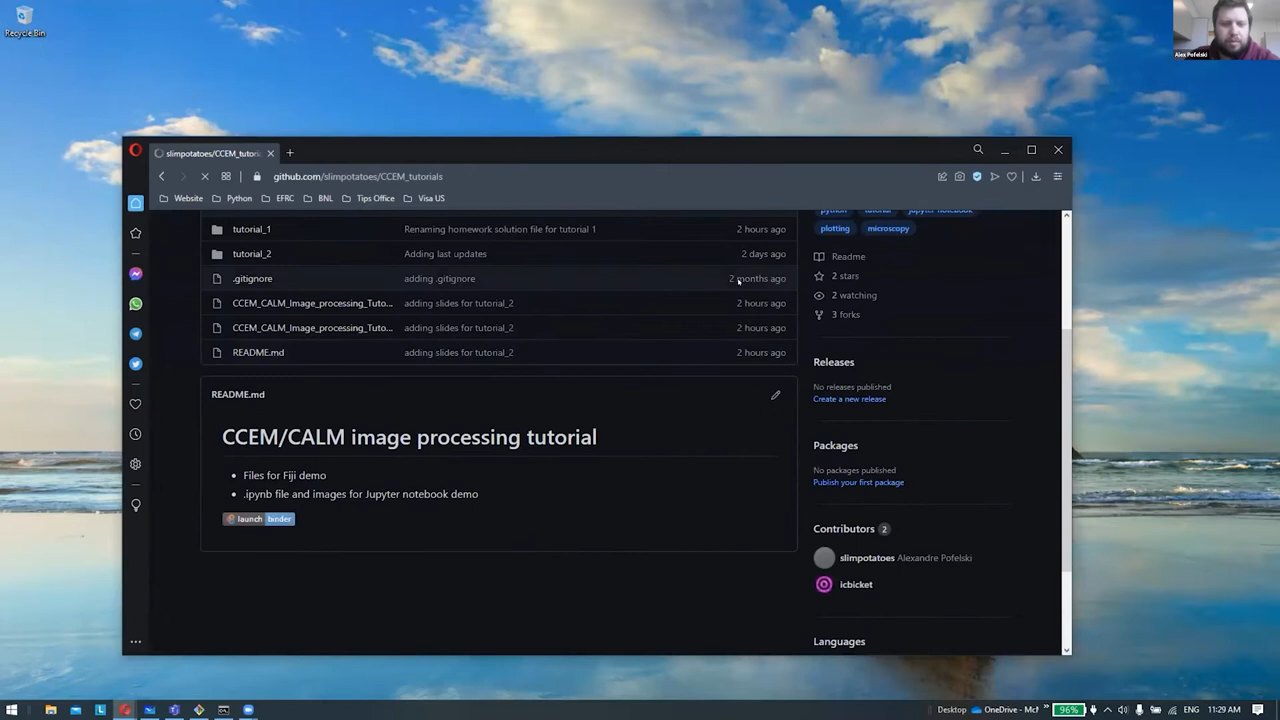 Recycle Bin
Alex Pofelski
slimpotatoes/CCEM_tutori
github.com/slimpotatoes/CCEM_tutorials
Website Python EFRC BNL Tips Office Visa US
tutorial_1 Renaming homework solution file for tutorial 1 2 hours ago
tutorial_2 Adding last updates 2 days ago
.gitignore adding .gitignore 2 months ago
CCEM_CALM_Image_processing_Tuto... adding slides for tutorial_2 2 hours ago
CCEM_CALM_Image_processing_Tuto... adding slides for tutorial_2 2 hours ago
README.md adding slides for tutorial_2 2 hours ago
README.md
CCEM/CALM image processing tutorial
Files for Fiji demo
.ipynb file and images for Jupyter notebook demo
launch binder
python tutorial jupyter-notebook
plotting microscopy
Readme
2 stars
2 watching
3 forks
Releases
No releases published
Create a new release
Packages
No packages published
Publish your first package
Contributors 2
slimpotatoes Alexandre Pofelski
icbicket
Languages
Desktop OneDrive - McM 96% ENG 11:29 AM